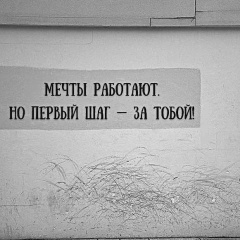 МЕЧТЫ РАБОТАЮТ.
НО ПЕРВЫЙ ШАГ — ЗА ТОБОЙ!